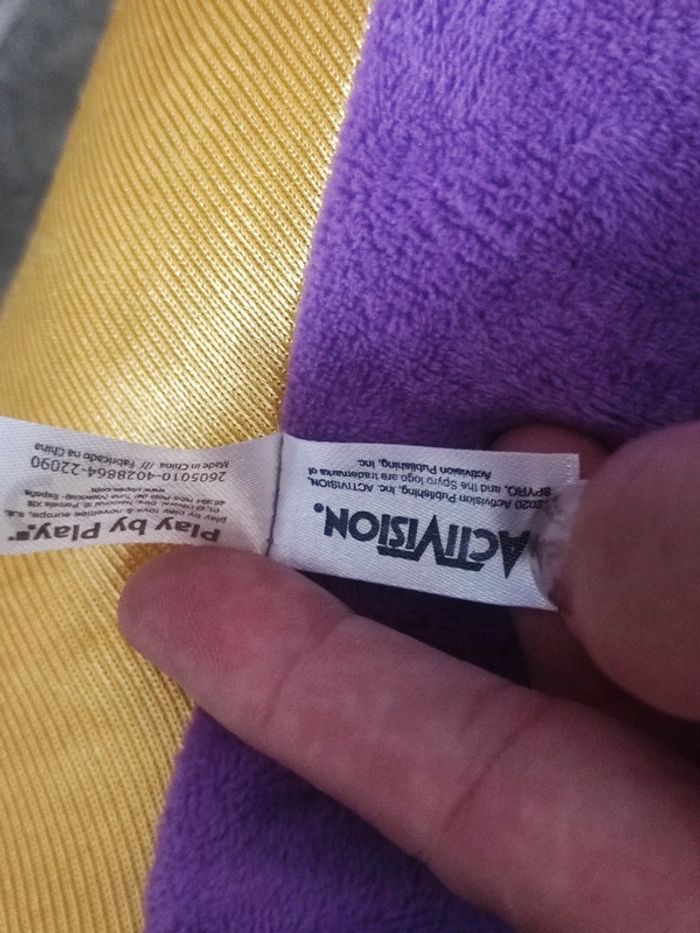 Play by Play®
play by play toys & novelties europe, s.a.
Made in China /// Fabricado na China
2605010-4028864-22090
ACTIVISION®
2020 Activision Publishing, Inc. ACTIVISION,
SPYRO, and the Spyro logo are trademarks of
Activision Publishing, Inc.